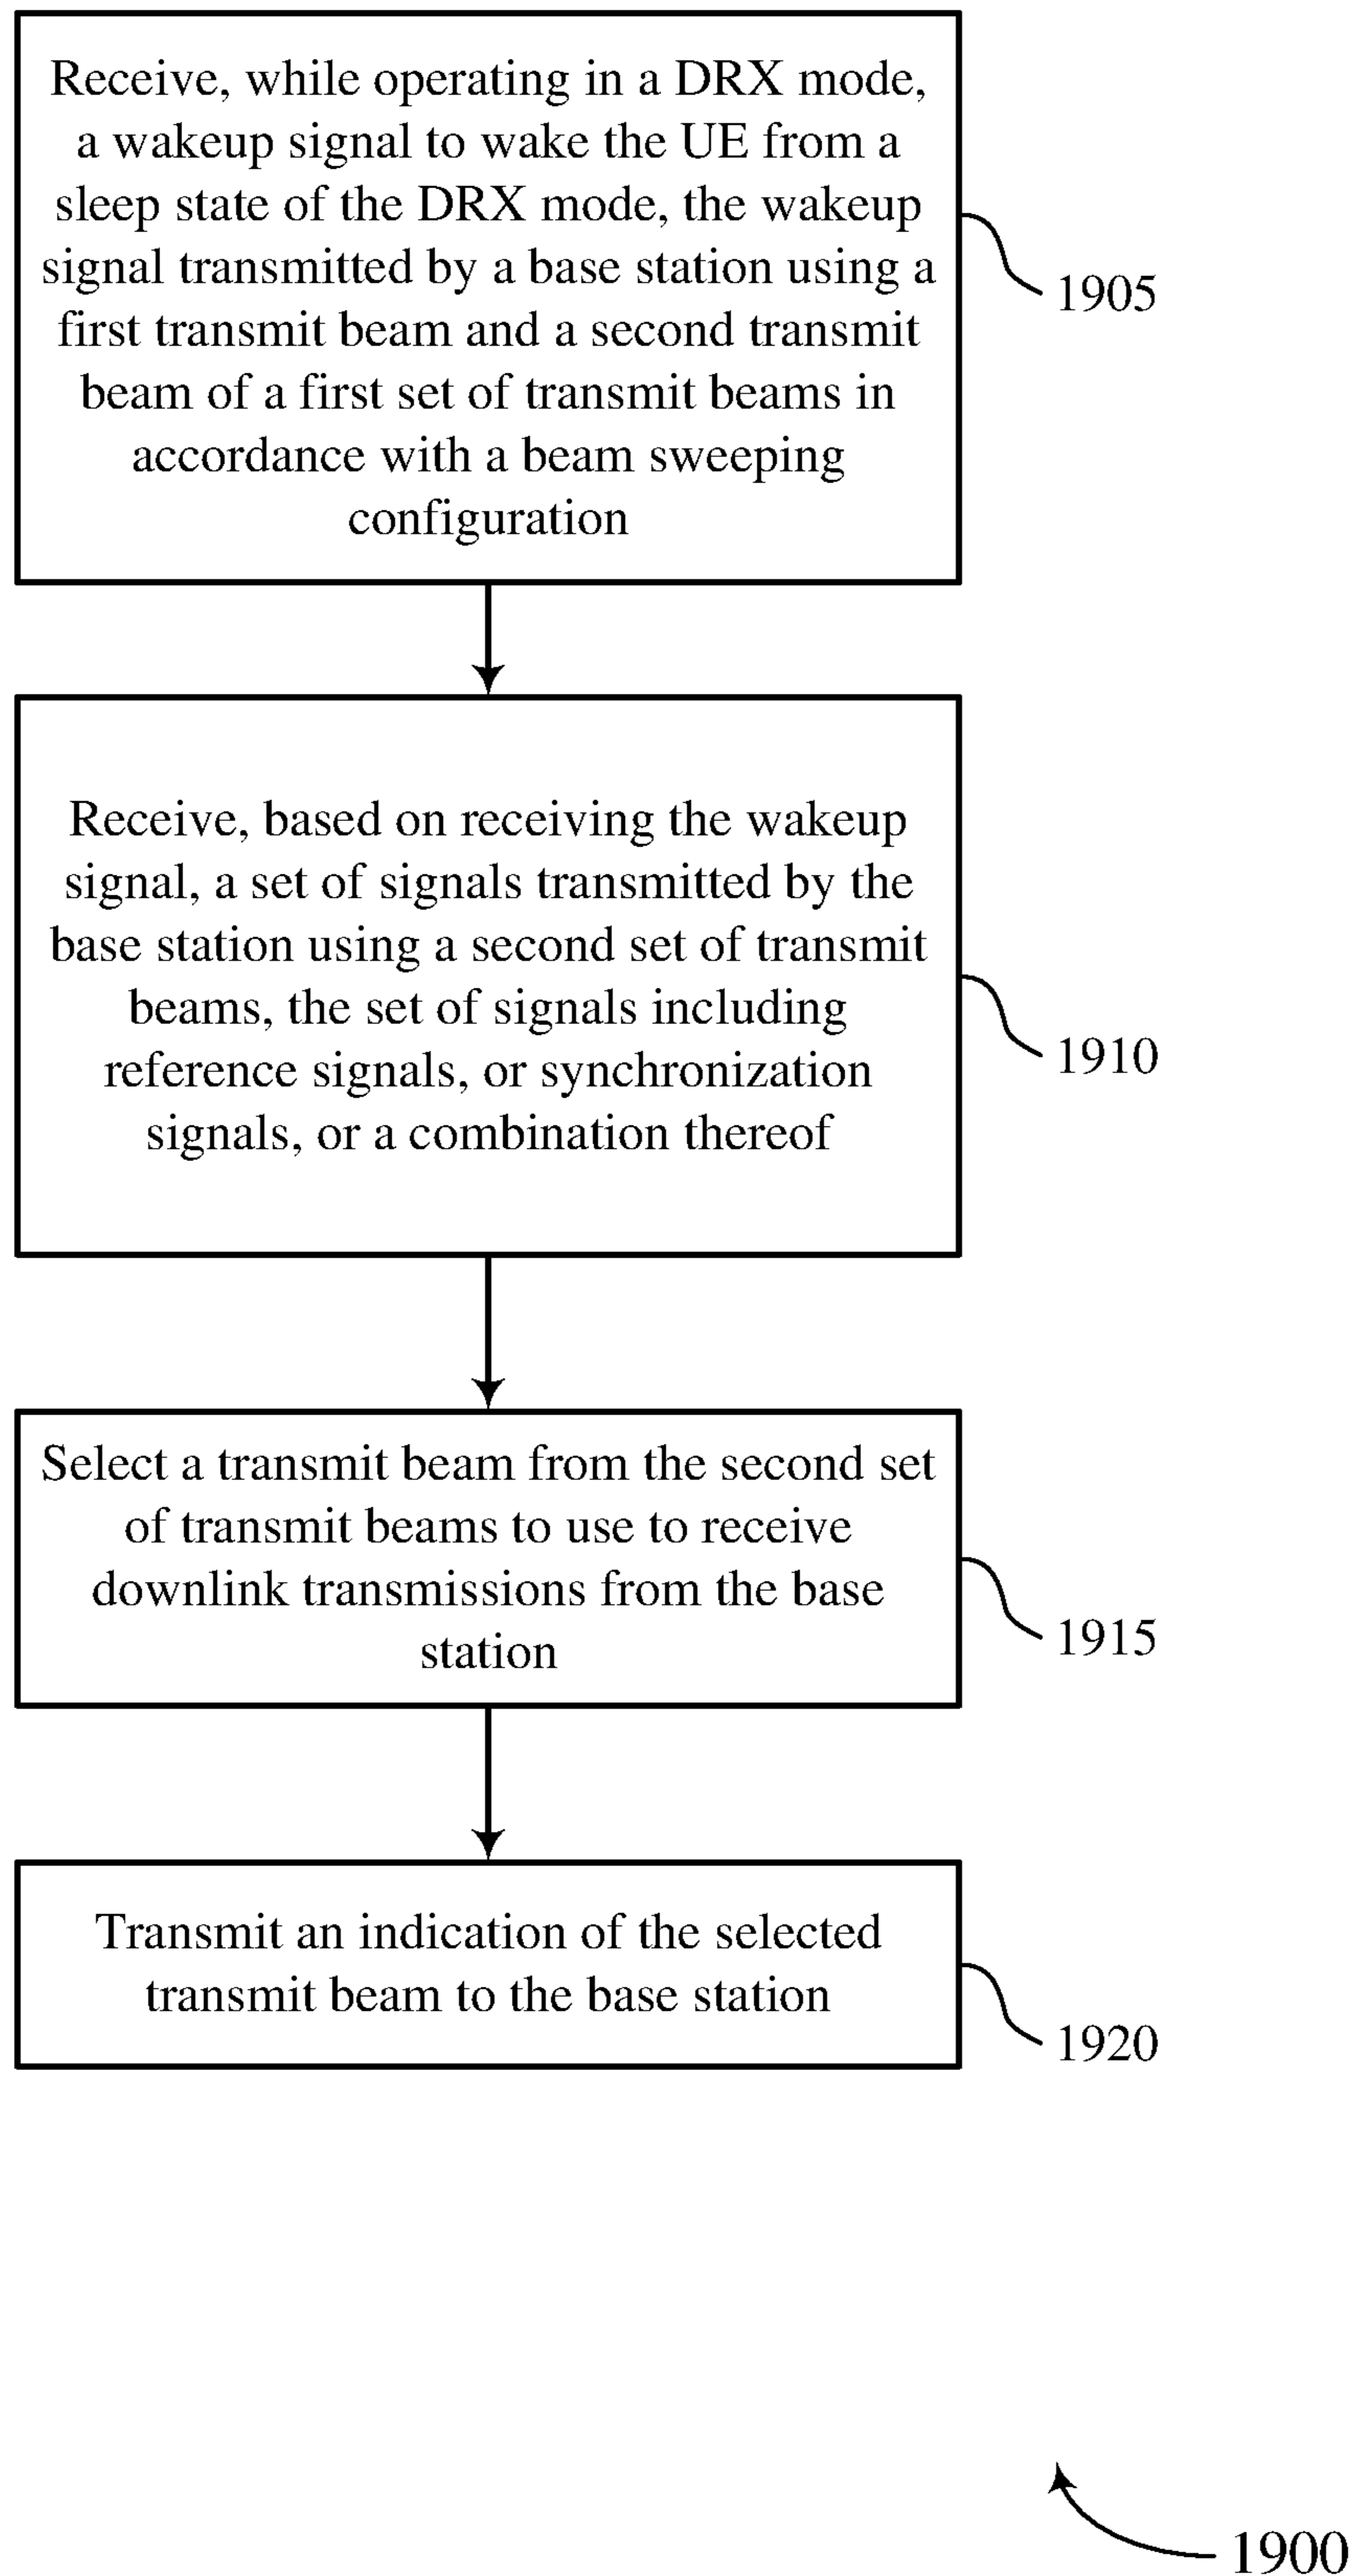 Receive, while operating in a DRX mode,
a wakeup signal to wake the UE from a
sleep state of the DRX mode, the wakeup
signal transmitted by a base station using a
first transmit beam and a second transmit
beam of a first set of transmit beams in
accordance with a beam sweeping
configuration
1905
Receive, based on receiving the wakeup
signal, a set of signals transmitted by the
base station using a second set of transmit
beams, the set of signals including
reference signals, or synchronization
signals, or a combination thereof
1910
Select a transmit beam from the second set
of transmit beams to use to receive
downlink transmissions from the base
station
1915
Transmit an indication of the selected
transmit beam to the base station
1920
1900